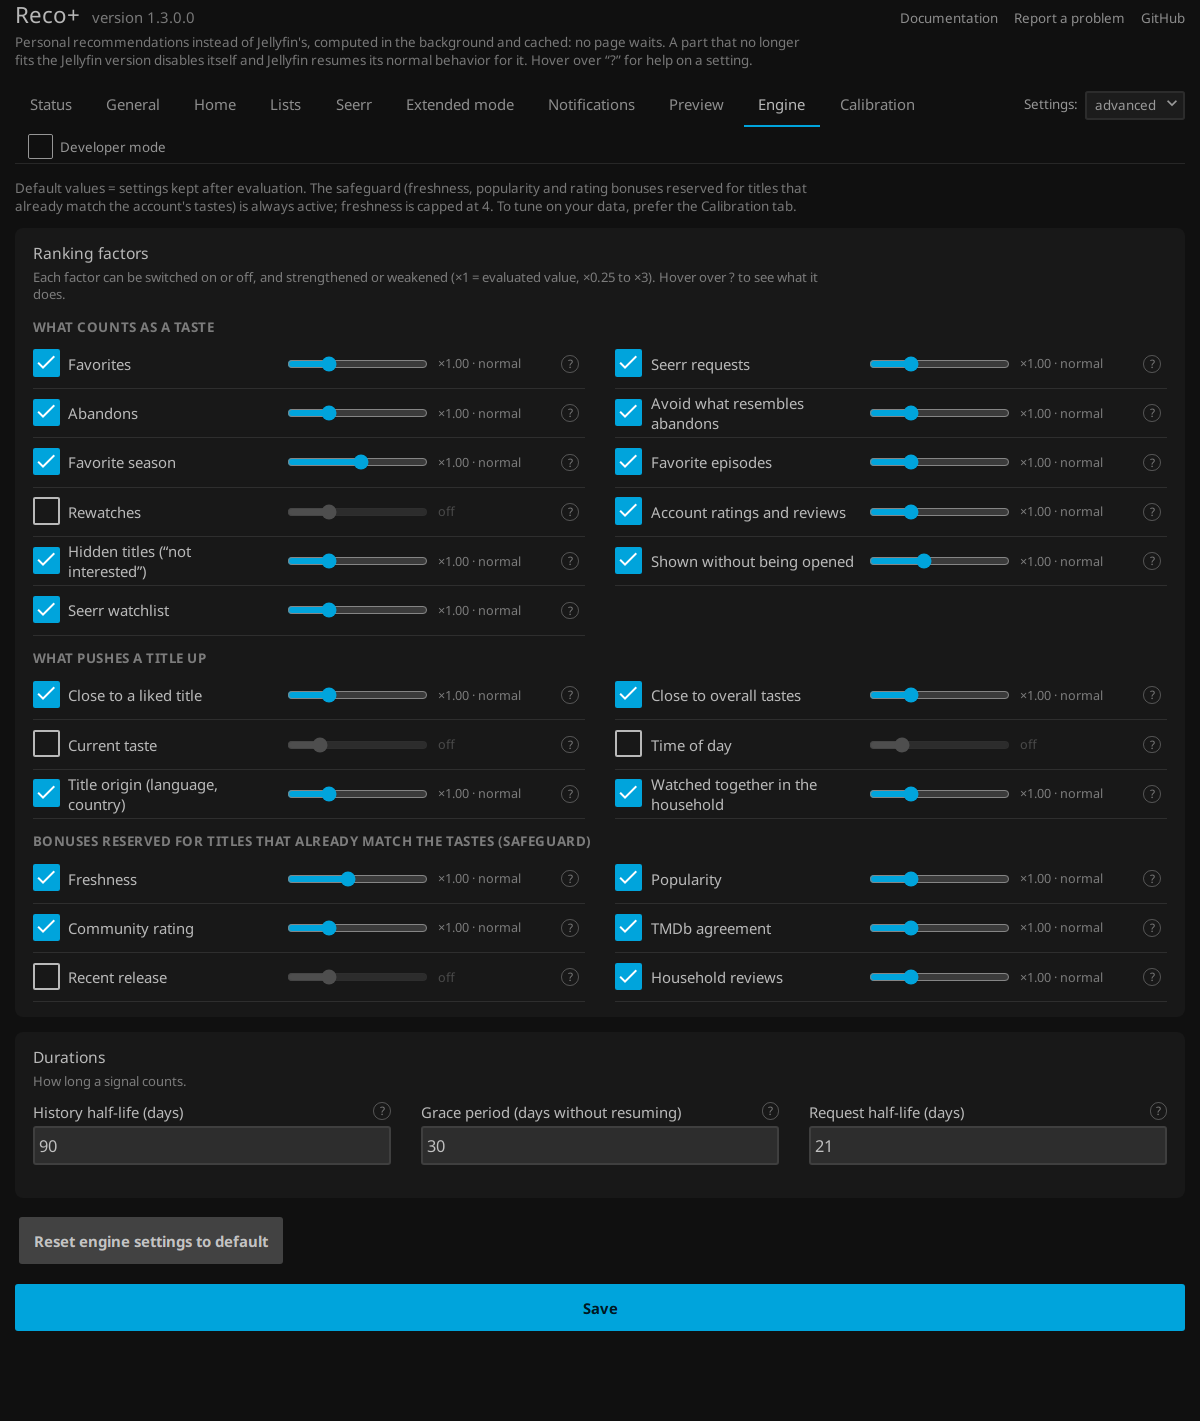 Reco+ version 1.3.0.0
Documentation Report a problem GitHub
Personal recommendations instead of Jellyfin's, computed in the background and cached: no page waits. A part that no longer
fits the Jellyfin version disables itself and Jellyfin resumes its normal behavior for it. Hover over “?” for help on a setting.
Status General Home Lists Seerr Extended mode Notifications Preview Engine Calibration
Settings: advanced
Developer mode
Default values = settings kept after evaluation. The safeguard (freshness, popularity and rating bonuses reserved for titles that
already match the account's tastes) is always active; freshness is capped at 4. To tune on your data, prefer the Calibration tab.
Ranking factors
Each factor can be switched on or off, and strengthened or weakened (×1 = evaluated value, ×0.25 to ×3). Hover over ? to see what it
does.
WHAT COUNTS AS A TASTE
Favorites ×1.00 · normal ?
Seerr requests ×1.00 · normal ?
Abandons ×1.00 · normal ?
Avoid what resembles
abandons ×1.00 · normal ?
Favorite season ×1.00 · normal ?
Favorite episodes ×1.00 · normal ?
Rewatches off ?
Account ratings and reviews ×1.00 · normal ?
Hidden titles (“not
interested”) ×1.00 · normal ?
Shown without being opened ×1.00 · normal ?
Seerr watchlist ×1.00 · normal ?
WHAT PUSHES A TITLE UP
Close to a liked title ×1.00 · normal ?
Close to overall tastes ×1.00 · normal ?
Current taste off ?
Time of day off ?
Title origin (language,
country) ×1.00 · normal ?
Watched together in the
household ×1.00 · normal ?
BONUSES RESERVED FOR TITLES THAT ALREADY MATCH THE TASTES (SAFEGUARD)
Freshness ×1.00 · normal ?
Popularity ×1.00 · normal ?
Community rating ×1.00 · normal ?
TMDb agreement ×1.00 · normal ?
Recent release off ?
Household reviews ×1.00 · normal ?
Durations
How long a signal counts.
History half-life (days) ?
90
Grace period (days without resuming) ?
30
Request half-life (days) ?
21
Reset engine settings to default
Save